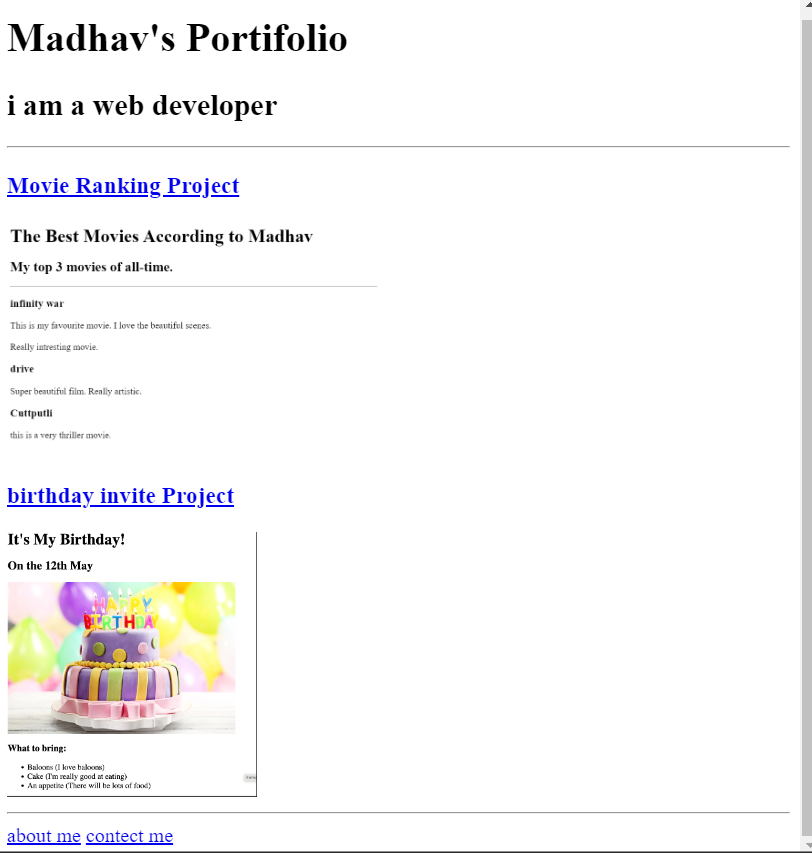 Madhav's Portifolio
i am a web developer
Movie Ranking Project
The Best Movies According to Madhav
My top 3 movies of all-time.
infinity war
This is my favourite movie. I love the beautiful scenes.
Really intresting movie.
drive
Super beautiful film. Really artistic.
Cuttputli
this is a very thriller movie.
birthday invite Project
It's My Birthday!
On the 12th May
HAPPY
BIRTHDAY
What to bring:
• Baloons (I love baloons)
• Cake (I'm really good at eating)
• An appetite (There will be lots of food)
about me contect me